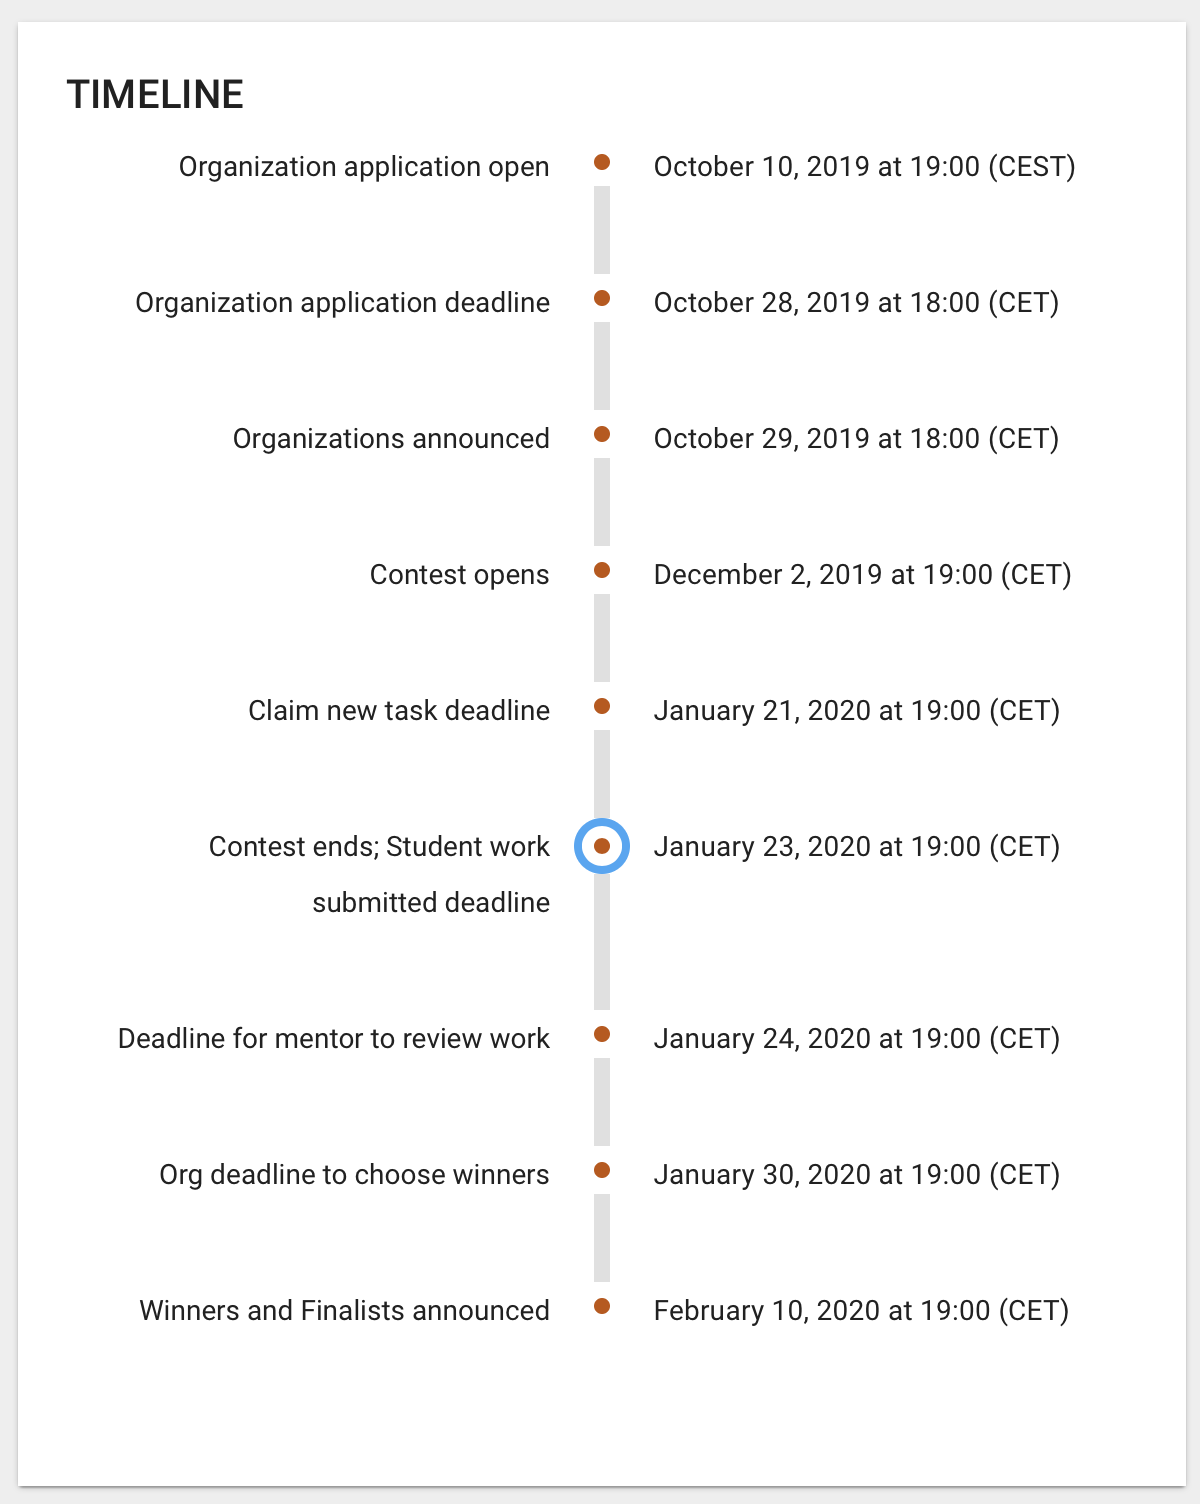 TIMELINE
Organization application open October 10, 2019 at 19:00 (CEST)
Organization application deadline October 28, 2019 at 18:00 (CET)
Organizations announced October 29, 2019 at 18:00 (CET)
Contest opens December 2, 2019 at 19:00 (CET)
Claim new task deadline January 21, 2020 at 19:00 (CET)
Contest ends; Student work January 23, 2020 at 19:00 (CET)
submitted deadline
Deadline for mentor to review work January 24, 2020 at 19:00 (CET)
Org deadline to choose winners January 30, 2020 at 19:00 (CET)
Winners and Finalists announced February 10, 2020 at 19:00 (CET)